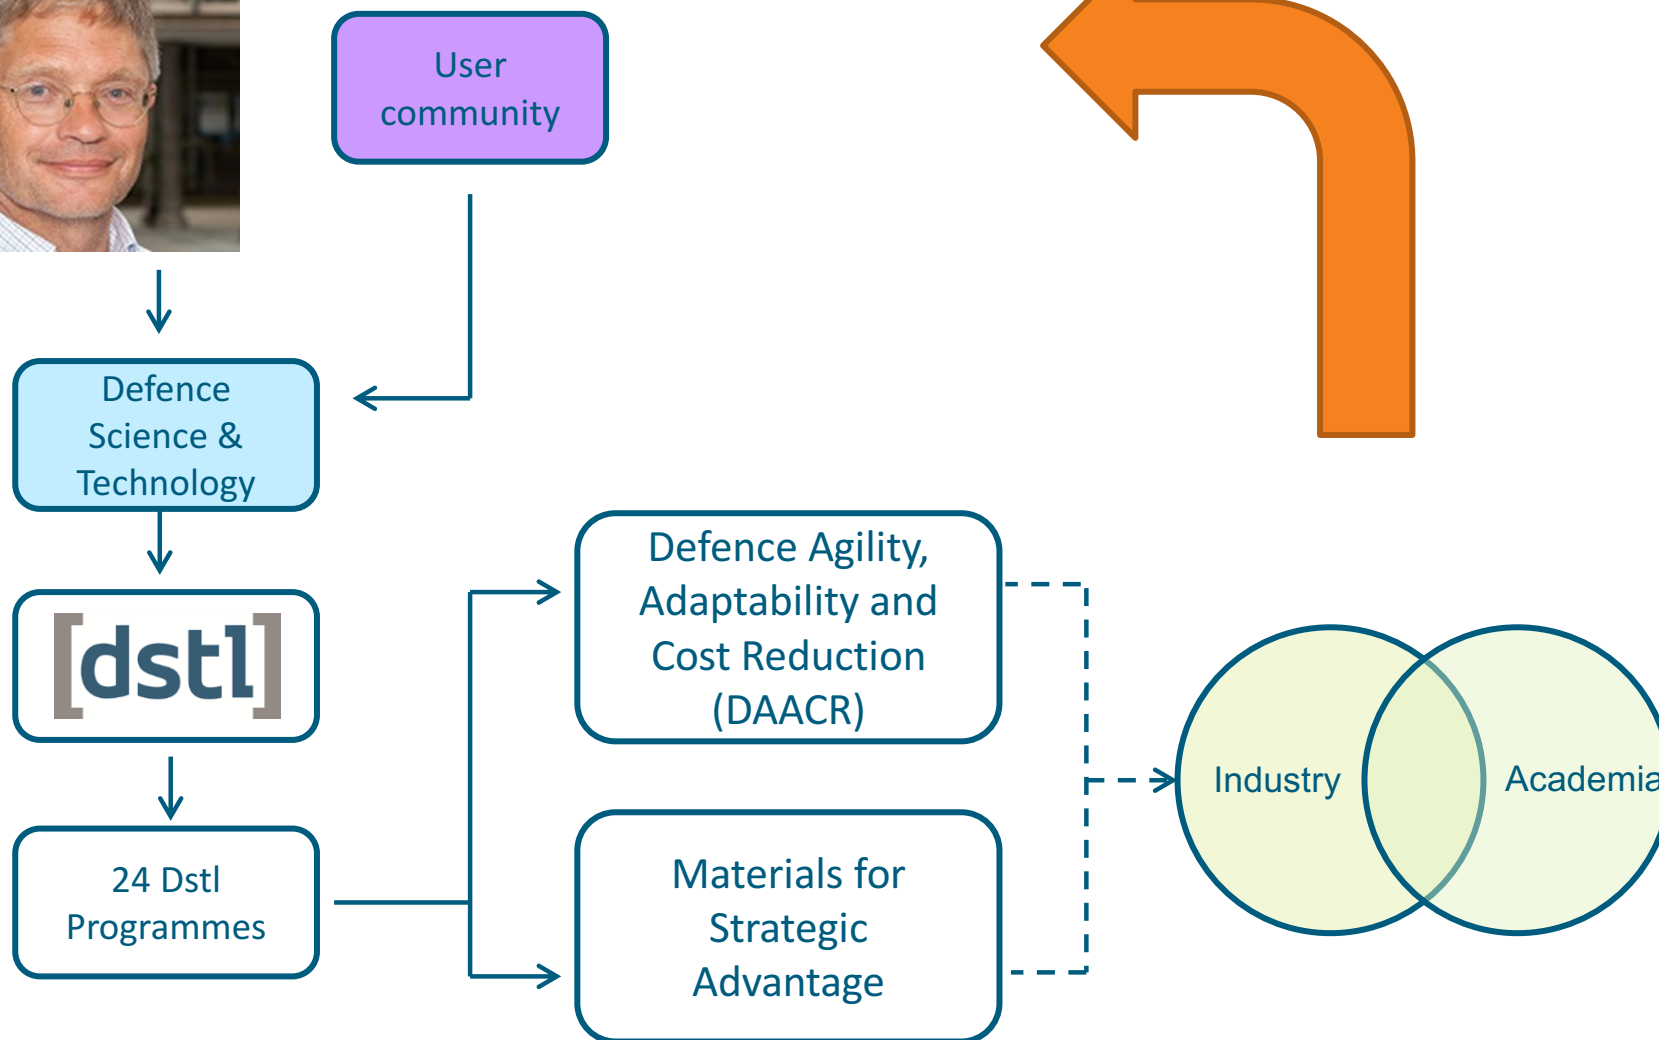 User
community
Defence
Science &
Technology
[dstl]
24 Dstl
Programmes
Defence Agility,
Adaptability and
Cost Reduction
(DAACR)
Materials for
Strategic
Advantage
Industry
Academia